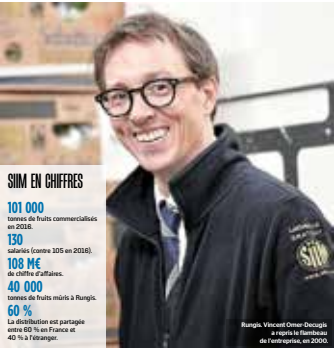 SIIM EN CHIFFRES
101 000
tonnes de fruits commercialisés
en 2016.
130
salariés (contre 105 en 2016).
108 M€
de chiffre d'affaires.
40 000
tonnes de fruits mûris à Rungis.
60 %
La distribution est partagée
entre 60 % en France et
40 % à l'étranger.
Siim
Rungis. Vincent Omer-Decugis
a repris le flambeau
de l'entreprise, en 2000.